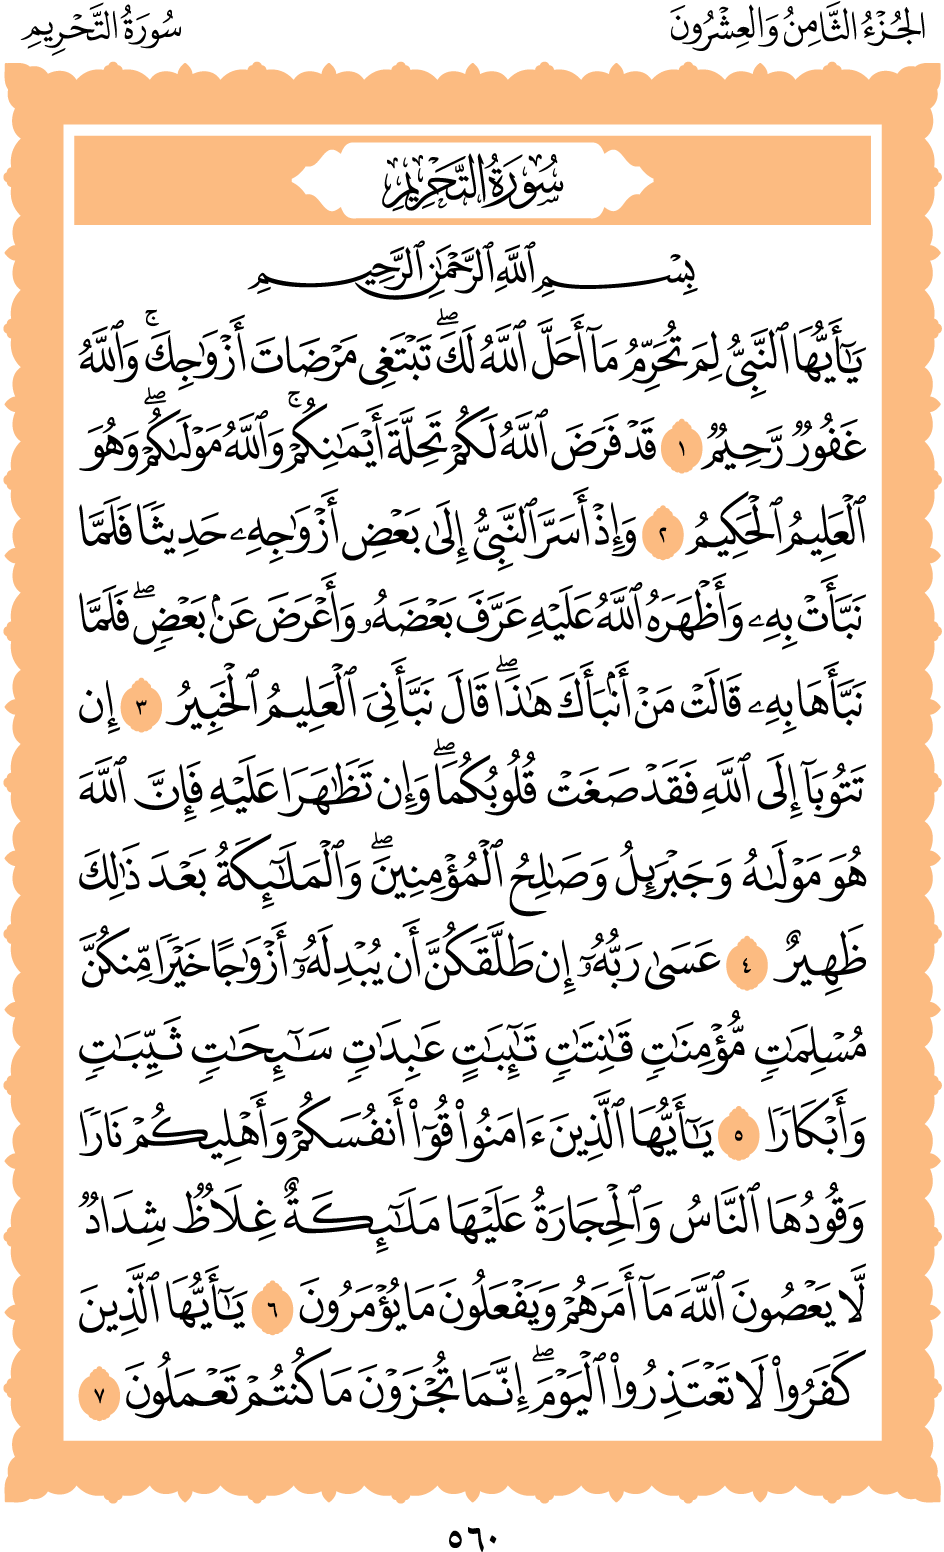 الجُزْءُ الثَّامِنُ وَالعِشْرُونَ
سُورَةُ التَّحْرِيمِ
سُورَةُ التَّحْرِيمِ
بِسْمِ ٱللَّهِ ٱلرَّحْمَٰنِ ٱلرَّحِيمِ
يَٰٓأَيُّهَا ٱلنَّبِىُّ لِمَ تُحَرِّمُ مَآ أَحَلَّ ٱللَّهُ لَكَ ۖ تَبْتَغِى مَرْضَاتَ أَزْوَٰجِكَ ۚ وَٱللَّهُ
غَفُورٌ رَّحِيمٌ ١ قَدْ فَرَضَ ٱللَّهُ لَكُمْ تَحِلَّةَ أَيْمَٰنِكُمْ ۚ وَٱللَّهُ مَوْلَىٰكُمْ ۖ وَهُوَ
ٱلْعَلِيمُ ٱلْحَكِيمُ ٢ وَإِذْ أَسَرَّ ٱلنَّبِىُّ إِلَىٰ بَعْضِ أَزْوَٰجِهِۦ حَدِيثًا فَلَمَّا
نَبَّأَتْ بِهِۦ وَأَظْهَرَهُ ٱللَّهُ عَلَيْهِ عَرَّفَ بَعْضَهُۥ وَأَعْرَضَ عَنۢ بَعْضٍ ۖ فَلَمَّا
نَبَّأَهَا بِهِۦ قَالَتْ مَنْ أَنۢبَأَكَ هَٰذَا ۖ قَالَ نَبَّأَنِىَ ٱلْعَلِيمُ ٱلْخَبِيرُ ٣ إِن
تَتُوبَآ إِلَى ٱللَّهِ فَقَدْ صَغَتْ قُلُوبُكُمَا ۖ وَإِن تَظَٰهَرَا عَلَيْهِ فَإِنَّ ٱللَّهَ
هُوَ مَوْلَىٰهُ وَجِبْرِيلُ وَصَٰلِحُ ٱلْمُؤْمِنِينَ ۖ وَٱلْمَلَٰٓئِكَةُ بَعْدَ ذَٰلِكَ
ظَهِيرٌ ٤ عَسَىٰ رَبُّهُۥٓ إِن طَلَّقَكُنَّ أَن يُبْدِلَهُۥٓ أَزْوَٰجًا خَيْرًا مِّنكُنَّ
مُسْلِمَٰتٍ مُّؤْمِنَٰتٍ قَٰنِتَٰتٍ تَٰٓئِبَٰتٍ عَٰبِدَٰتٍ سَٰٓئِحَٰتٍ ثَيِّبَٰتٍ
وَأَبْكَارًا ٥ يَٰٓأَيُّهَا ٱلَّذِينَ ءَامَنُوا۟ قُوٓا۟ أَنفُسَكُمْ وَأَهْلِيكُمْ نَارًا
وَقُودُهَا ٱلنَّاسُ وَٱلْحِجَارَةُ عَلَيْهَا مَلَٰٓئِكَةٌ غِلَاظٌ شِدَادٌ
لَّا يَعْصُونَ ٱللَّهَ مَآ أَمَرَهُمْ وَيَفْعَلُونَ مَا يُؤْمَرُونَ ٦ يَٰٓأَيُّهَا ٱلَّذِينَ
كَفَرُوا۟ لَا تَعْتَذِرُوا۟ ٱلْيَوْمَ ۖ إِنَّمَا تُجْزَوْنَ مَا كُنتُمْ تَعْمَلُونَ ٧
٥٦٠